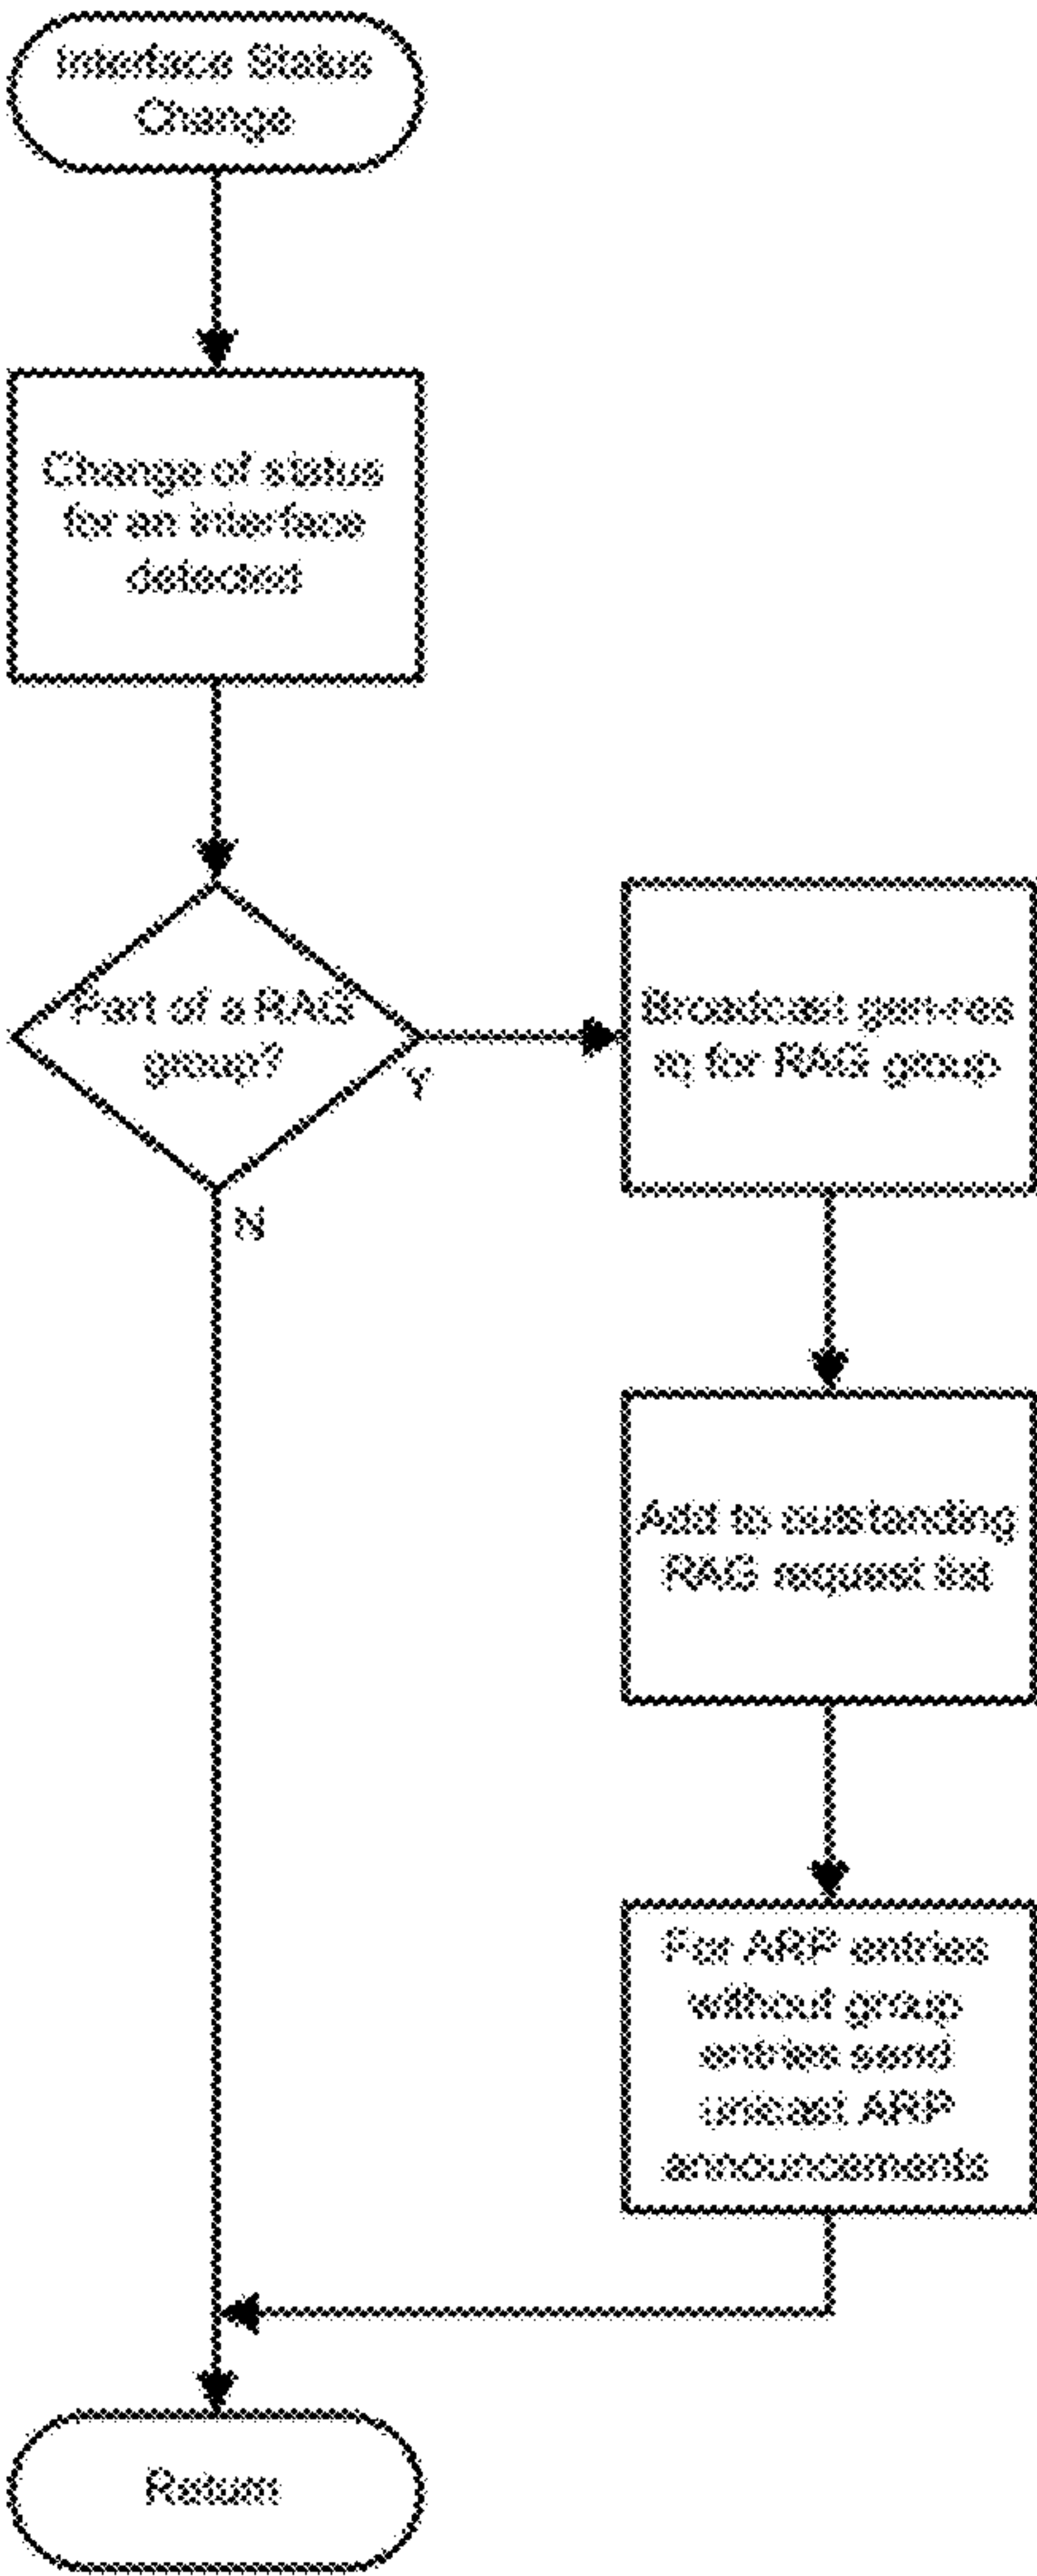 Interface Status
Change
Change of status
for an interface
detected
Part of a RAG
group?
Y
N
Broadcast gen-res
rq for RAG group
Add to outstanding
RAG request list
For ARP entries
without group
entries send
unicast ARP
announcements
Return